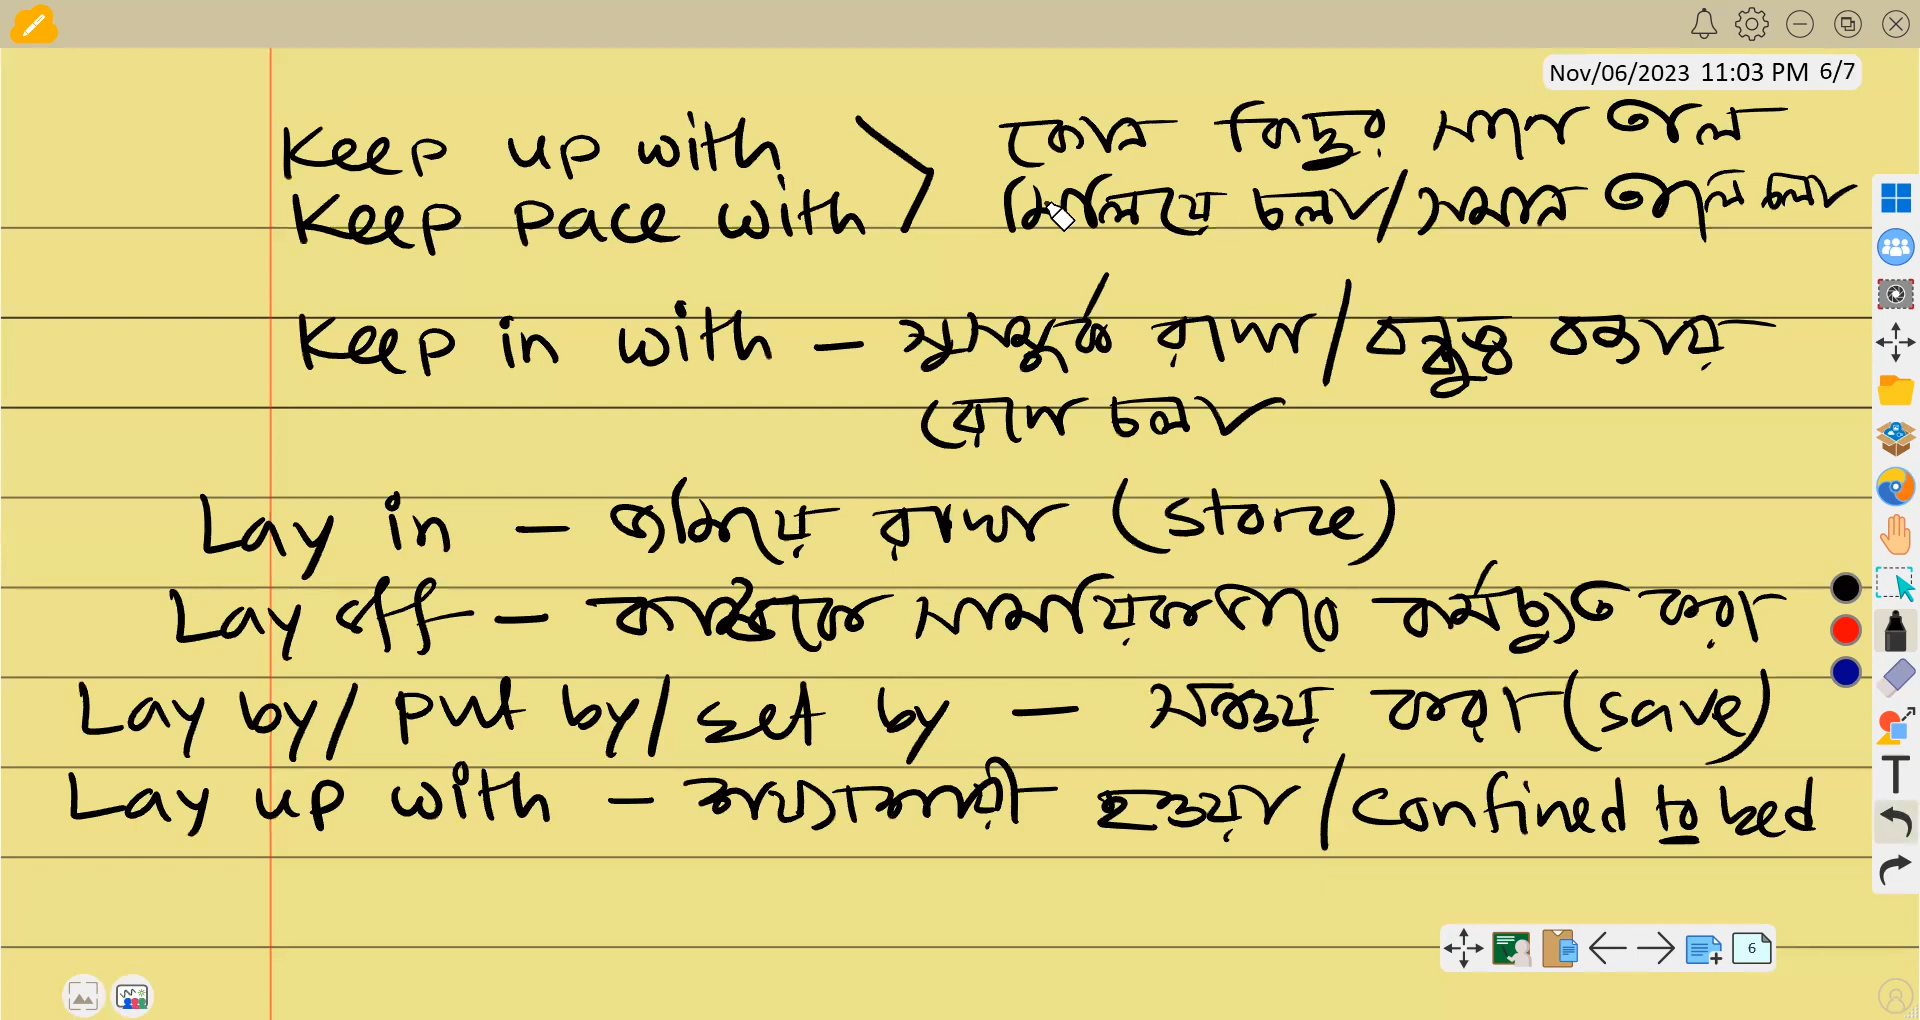 Nov/06/2023 11:03 PM 6/7
Keep up with > কোন কিছুর সাথে তাল
Keep pace with মিলিয়ে চলা/সমান তালে চলা
Keep in with – সুসম্পর্ক রাখা/বন্ধুত্ব বজায়
রেখে চলা
Lay in – জমিয়ে রাখা (store)
Lay off – কাউকে সাময়িকভাবে কর্মচ্যুত করা
Lay by/ put by/ set by – সঞ্চয় করা (save)
Lay up with – শয্যাশায়ী হওয়া/confined to bed
6